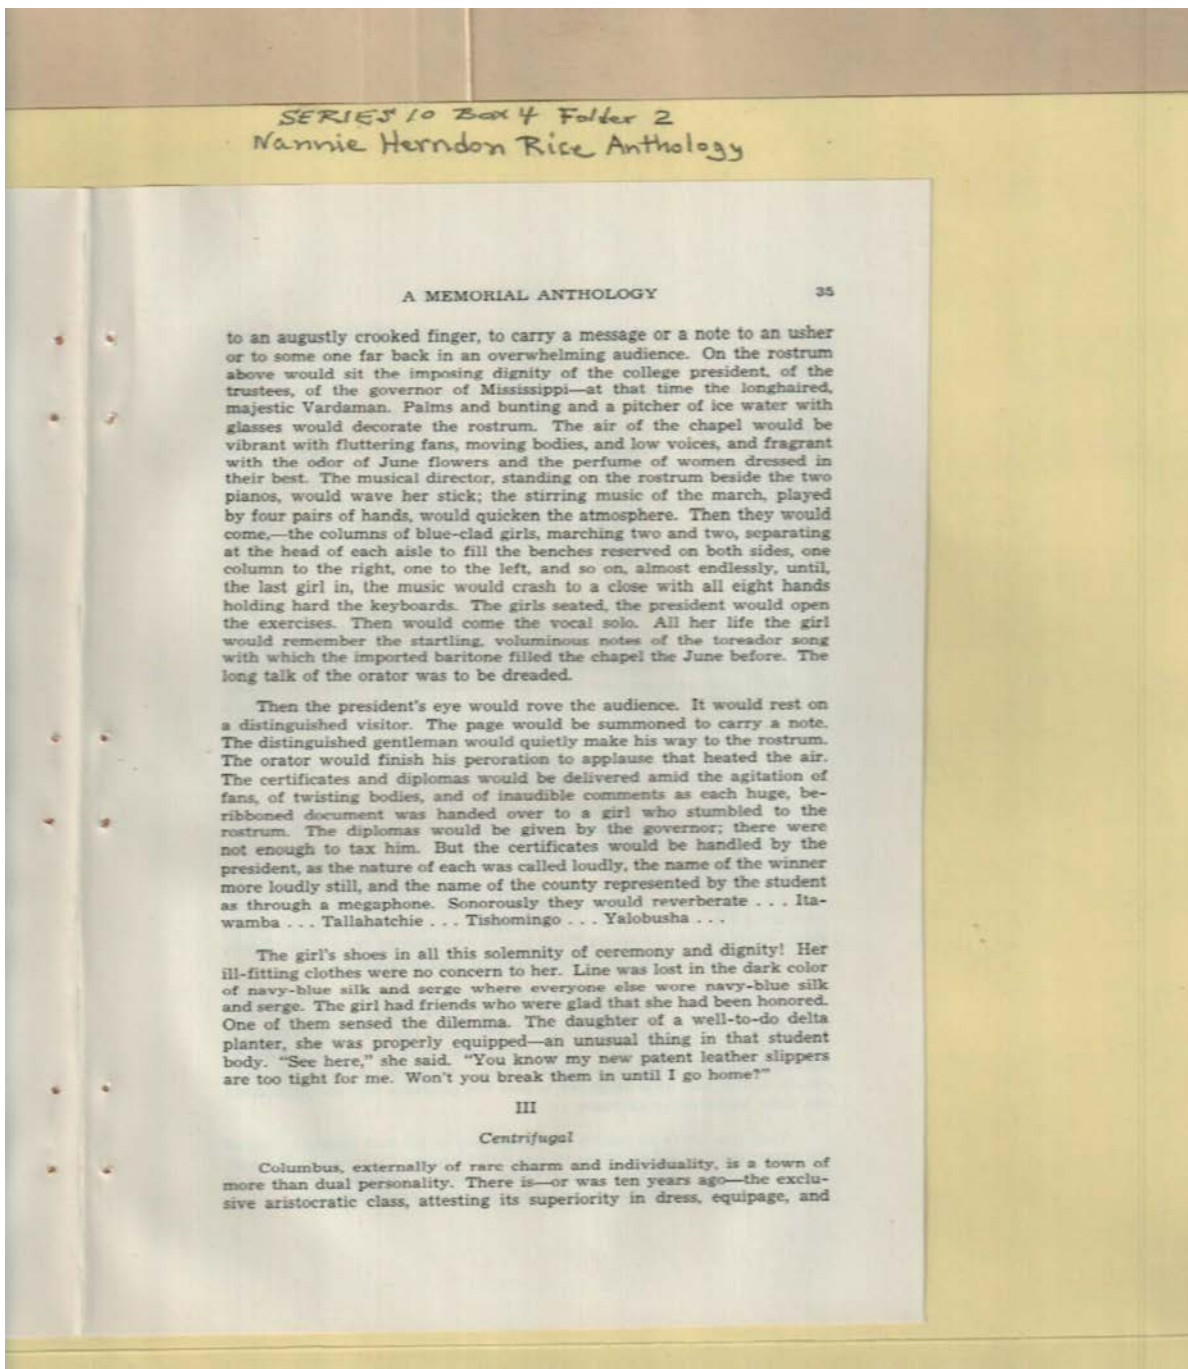 SERIES 10 Box 4 Folder 2
Nannie Herndon Rice Anthology
A MEMORIAL ANTHOLOGY 35
to an augustly crooked finger, to carry a message or a note to an usher
or to some one far back in an overwhelming audience. On the rostrum
above would sit the imposing dignity of the college president, of the
trustees, of the governor of Mississippi—at that time the longhaired,
majestic Vardaman. Palms and bunting and a pitcher of ice water with
glasses would decorate the rostrum. The air of the chapel would be
vibrant with fluttering fans, moving bodies, and low voices, and fragrant
with the odor of June flowers and the perfume of women dressed in
their best. The musical director, standing on the rostrum beside the two
pianos, would wave her stick; the stirring music of the march, played
by four pairs of hands, would quicken the atmosphere. Then they would
come,—the columns of blue-clad girls, marching two and two, separating
at the head of each aisle to fill the benches reserved on both sides, one
column to the right, one to the left, and so on, almost endlessly, until,
the last girl in, the music would crash to a close with all eight hands
holding hard the keyboards. The girls seated, the president would open
the exercises. Then would come the vocal solo. All her life the girl
would remember the startling, voluminous notes of the toreador song
with which the imported baritone filled the chapel the June before. The
long talk of the orator was to be dreaded.
Then the president's eye would rove the audience. It would rest on
a distinguished visitor. The page would be summoned to carry a note.
The distinguished gentleman would quietly make his way to the rostrum.
The orator would finish his peroration to applause that heated the air.
The certificates and diplomas would be delivered amid the agitation of
fans, of twisting bodies, and of inaudible comments as each huge, be-
ribboned document was handed over to a girl who stumbled to the
rostrum. The diplomas would be given by the governor; there were
not enough to tax him. But the certificates would be handled by the
president, as the nature of each was called loudly, the name of the winner
more loudly still, and the name of the county represented by the student
as through a megaphone. Sonorously they would reverberate . . . Ita-
wamba . . . Tallahatchie . . . Tishomingo . . . Yalobusha . . .
The girl's shoes in all this solemnity of ceremony and dignity! Her
ill-fitting clothes were no concern to her. Line was lost in the dark color
of navy-blue silk and serge where everyone else wore navy-blue silk
and serge. The girl had friends who were glad that she had been honored.
One of them sensed the dilemma. The daughter of a well-to-do delta
planter, she was properly equipped—an unusual thing in that student
body. "See here," she said. "You know my new patent leather slippers
are too tight for me. Won't you break them in until I go home?"
III
Centrifugal
Columbus, externally of rare charm and individuality, is a town of
more than dual personality. There is—or was ten years ago—the exclu-
sive aristocratic class, attesting its superiority in dress, equipage, and